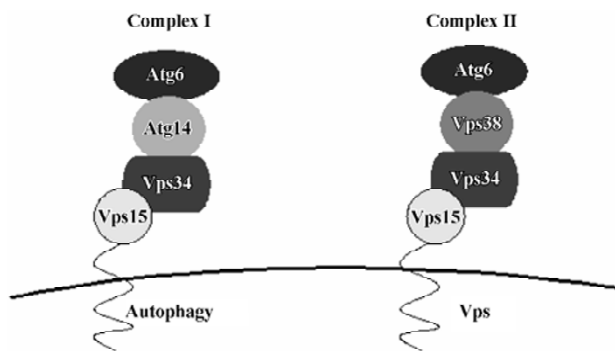 Complex I
Complex II
Atg6
Atg6
Atg14
Vps38
Vps34
Vps34
Vps15
Vps15
Autophagy
Vps